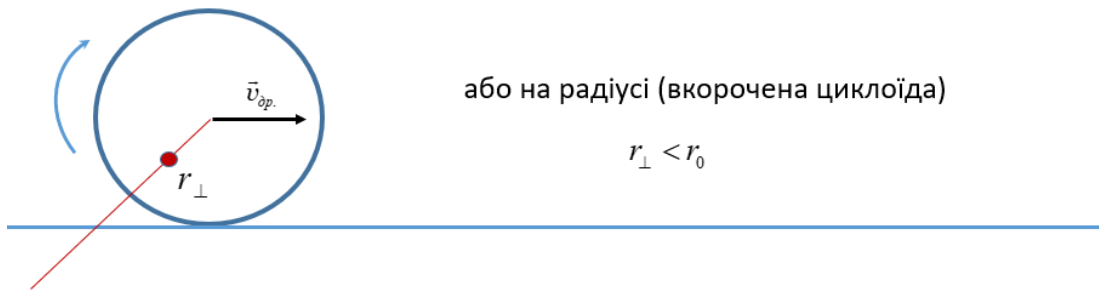 v⃗др.
або на радіусі (вкорочена циклоїда)
r⊥ < r0
r⊥